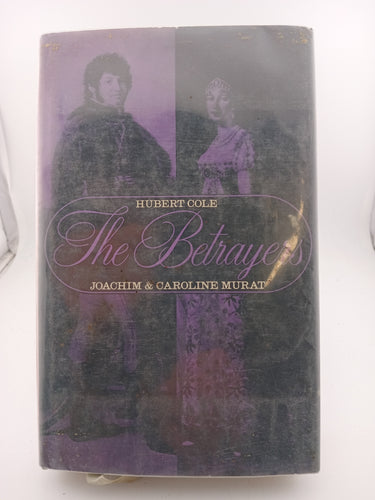 HUBERT COLE
The Betrayers
JOACHIM & CAROLINE MURAT